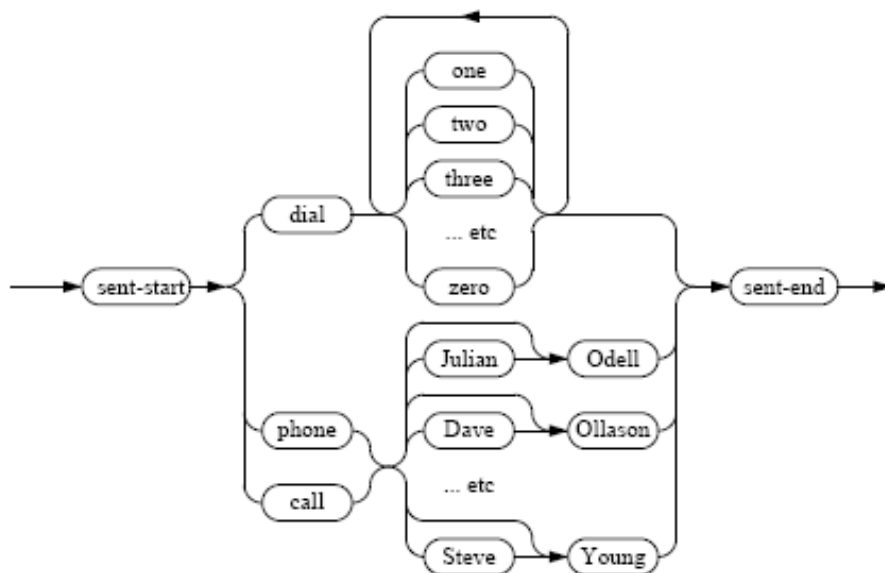 one
two
three
dial
... etc
sent-start
zero
sent-end
Julian Odell
phone Dave Ollason
call
... etc
Steve Young